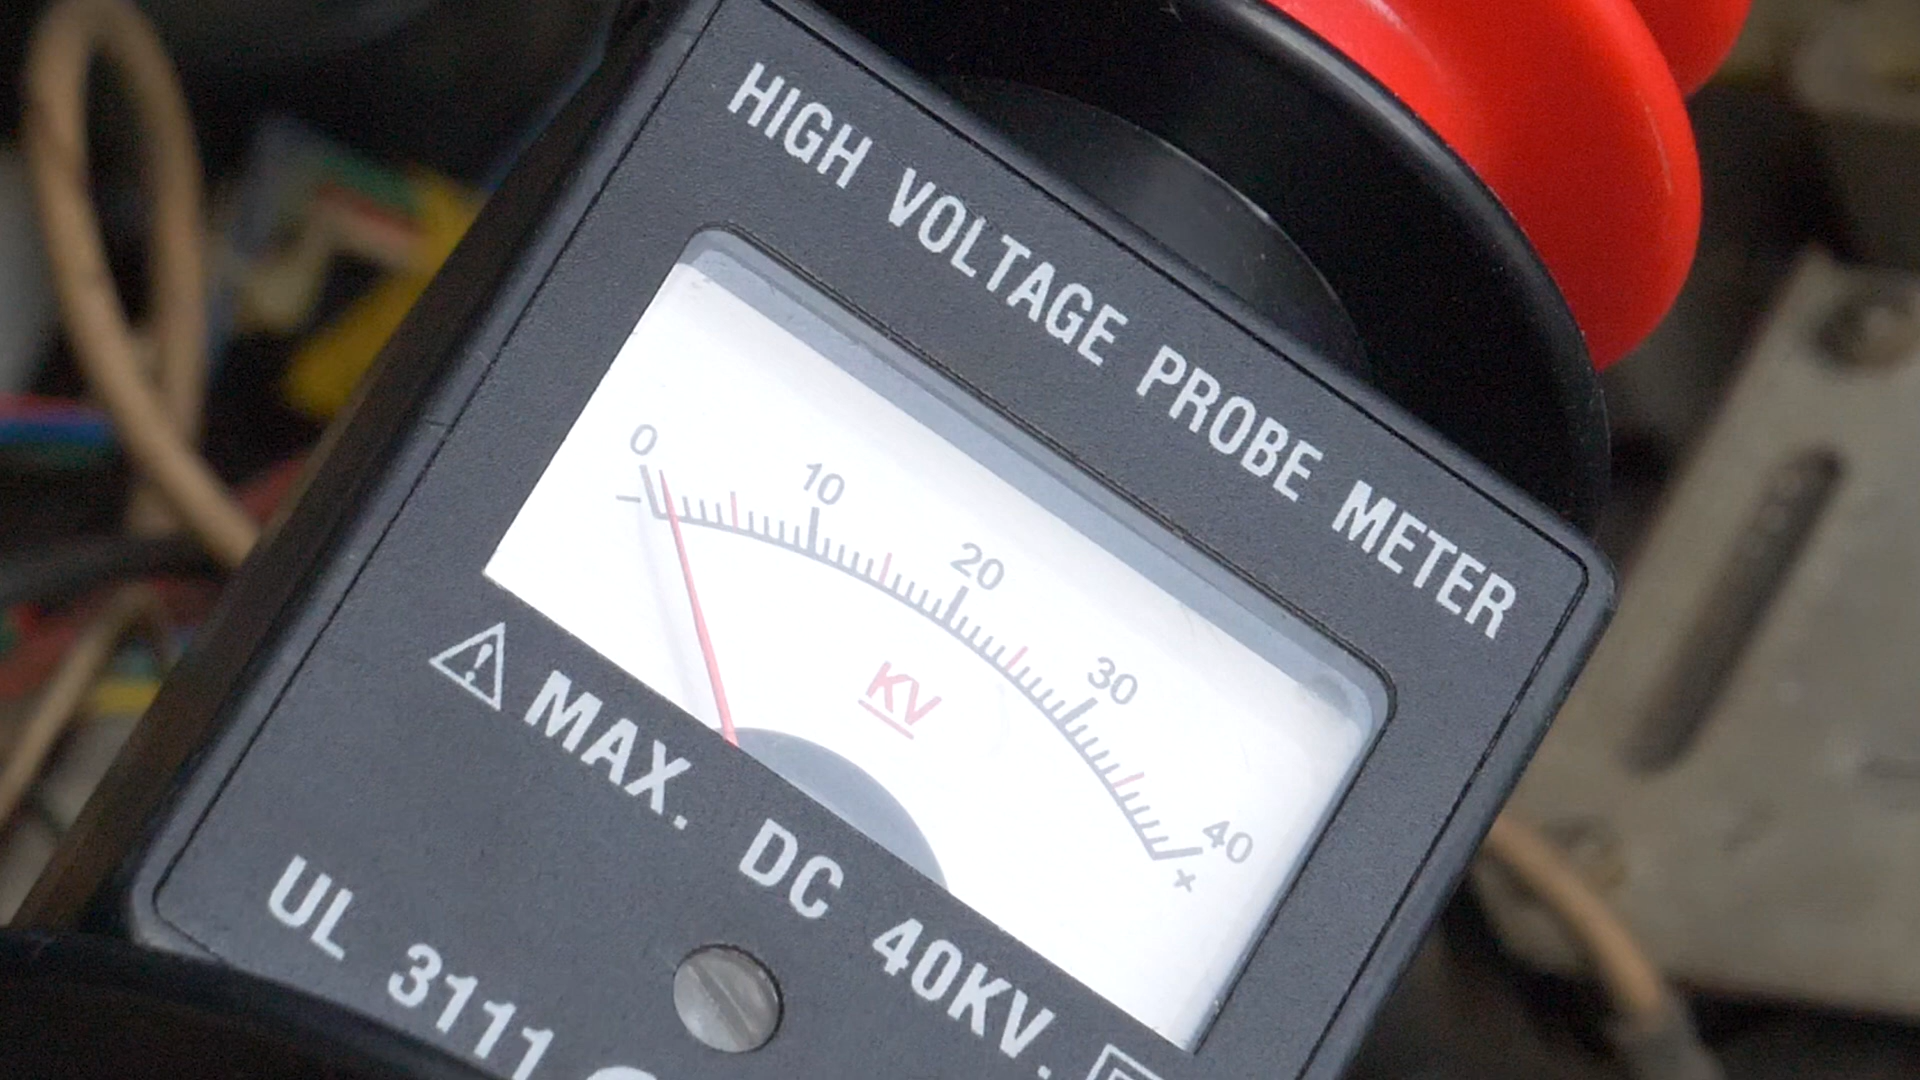 HIGH VOLTAGE PROBE METER
0 10 20 30 40
− +
KV
MAX. DC 40KV.
UL 3111